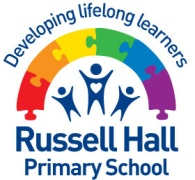 Developing lifelong learners
Russell Hall
Primary School